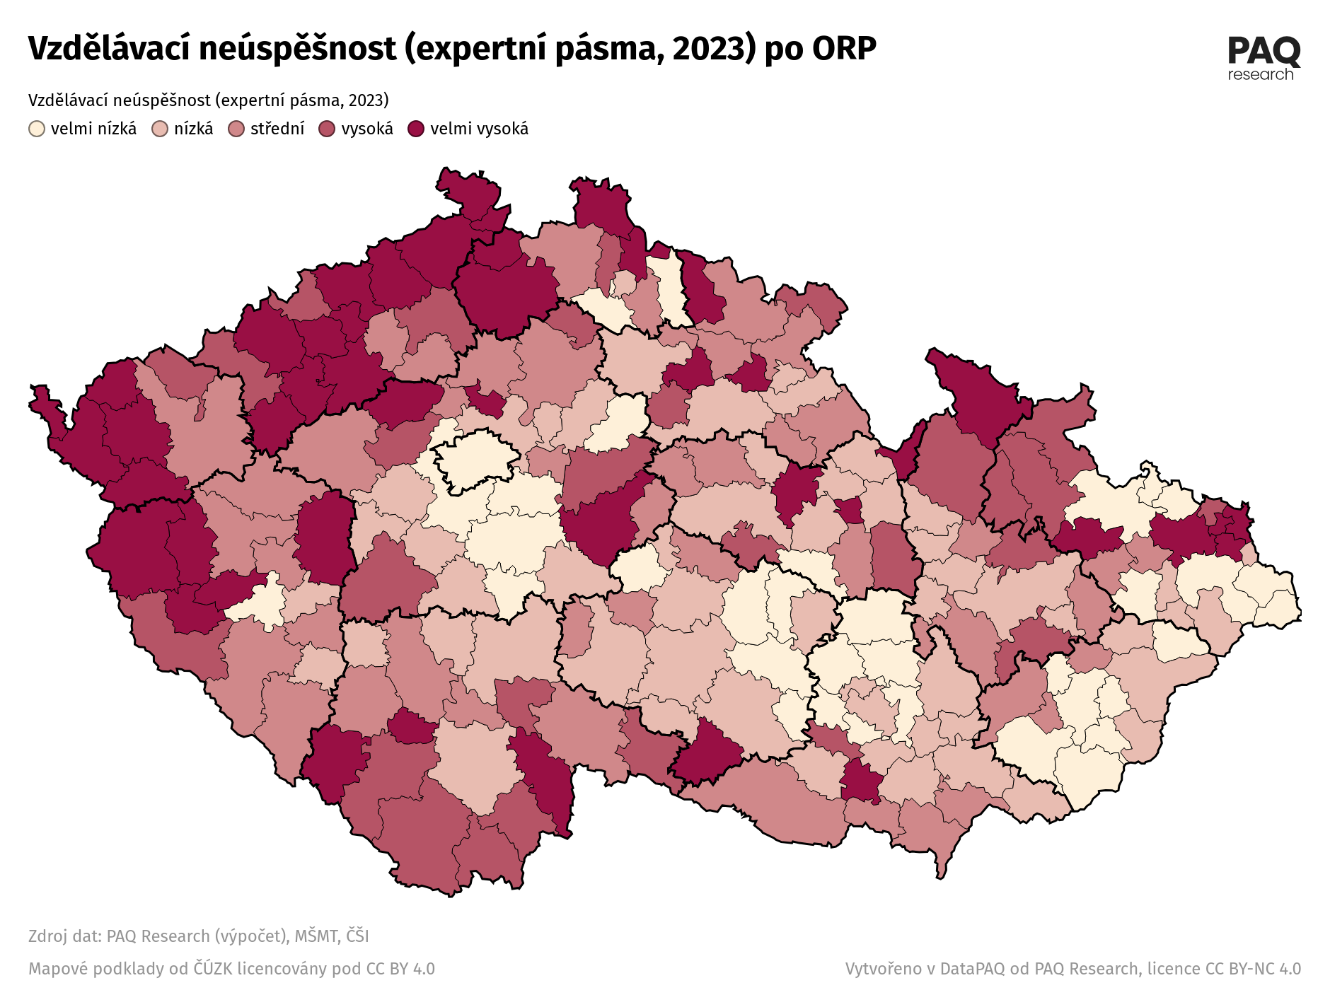 Vzdělávací neúspěšnost (expertní pásma, 2023) po ORP
PAQ
research
Vzdělávací neúspěšnost (expertní pásma, 2023)
velmi nízká nízká střední vysoká velmi vysoká
Zdroj dat: PAQ Research (výpočet), MŠMT, ČŠI
Mapové podklady od ČÚZK licencovány pod CC BY 4.0
Vytvořeno v DataPAQ od PAQ Research, licence CC BY-NC 4.0